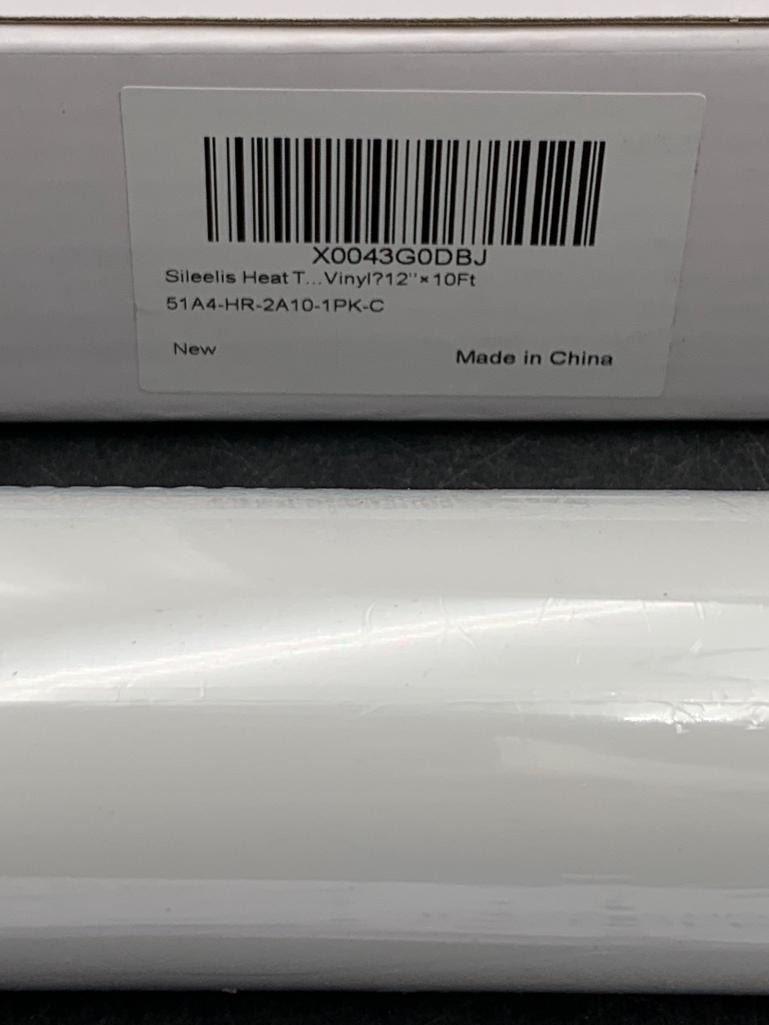 X0043G0DBJ
Sileelis Heat T...Vinyl?12''×10Ft
51A4-HR-2A10-1PK-C
New
Made in China